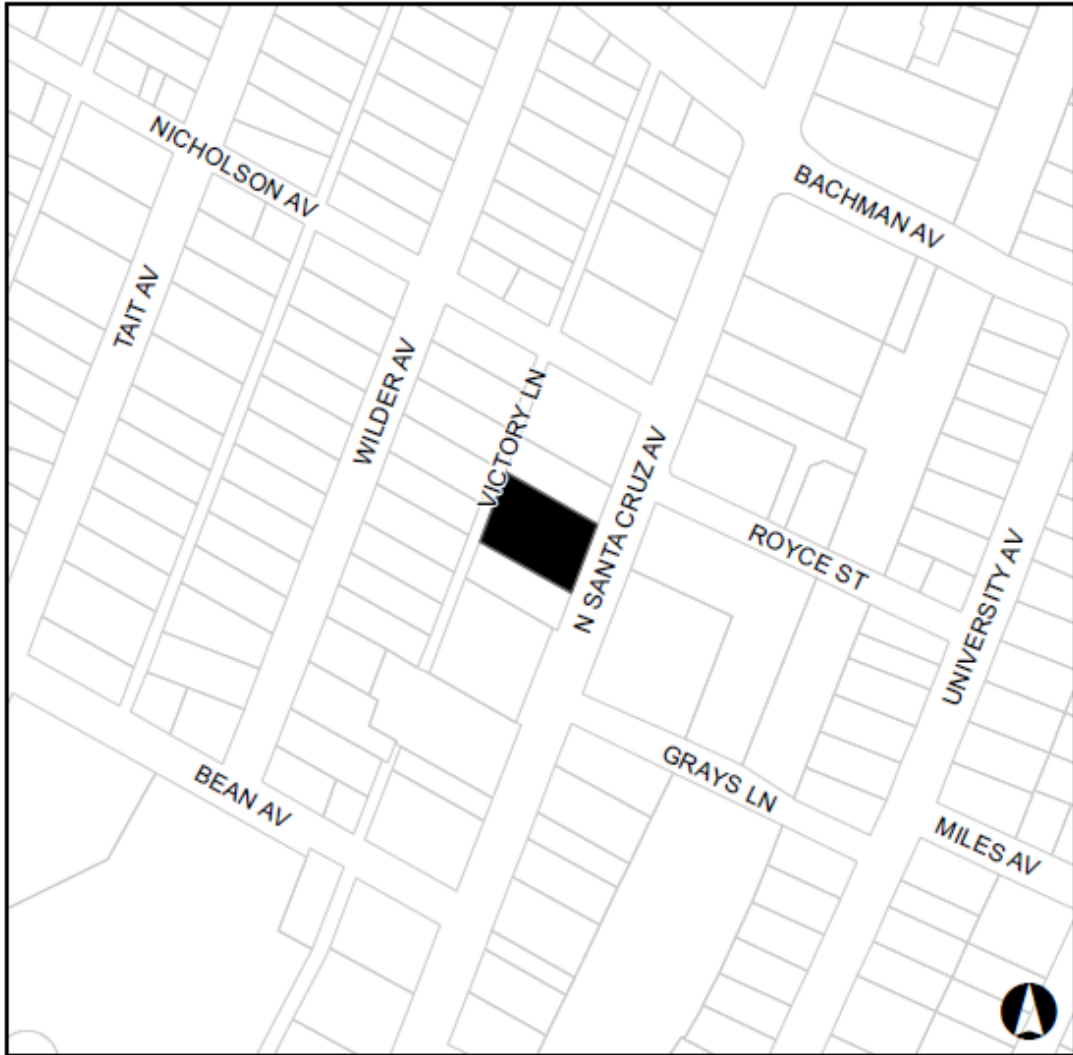 NICHOLSON AV
BACHMAN AV
TAIT AV
WILDER AV
VICTORY LN
N SANTA CRUZ AV
ROYCE ST
UNIVERSITY AV
BEAN AV
GRAYS LN
MILES AV